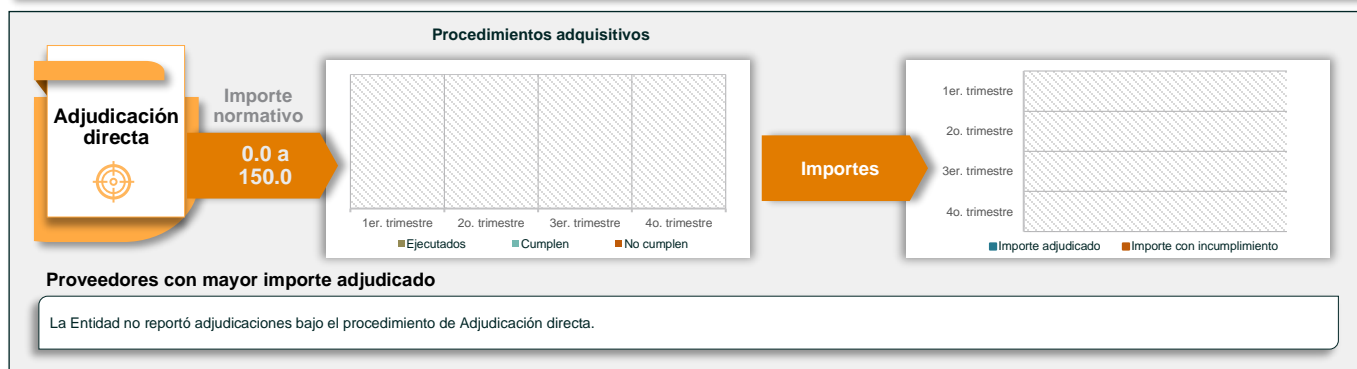 Procedimientos adquisitivos
Adjudicación
directa
Importe
normativo
0.0 a
150.0
1er. trimestre
2o. trimestre
3er. trimestre
4o. trimestre
Ejecutados
Cumplen
No cumplen
Importes
1er. trimestre
2o. trimestre
3er. trimestre
4o. trimestre
Importe adjudicado
Importe con incumplimiento
Proveedores con mayor importe adjudicado
La Entidad no reportó adjudicaciones bajo el procedimiento de Adjudicación directa.